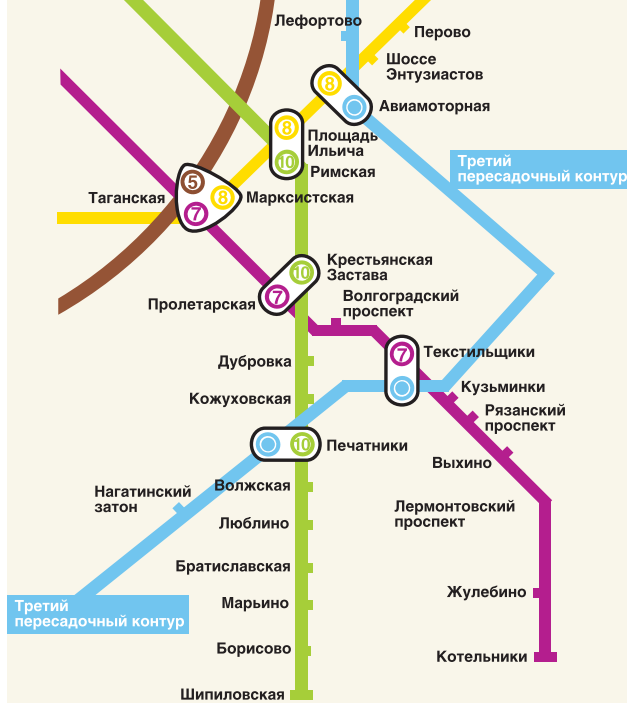 Лефортово
Перово
Шоссе
Энтузиастов
8
Авиамоторная
8
Площадь
Ильича
10
Римская
Третий
пересадочный контур
5
Таганская
8
Марксистская
7
Крестьянская
Застава
10
7
Пролетарская
Волгоградский
проспект
7
Текстильщики
Дубровка
Кузьминки
Кожуховская
Рязанский
проспект
10
Печатники
Выхино
Волжская
Нагатинский
затон
Лермонтовский
проспект
Люблино
Братиславская
Жулебино
Третий
пересадочный контур
Марьино
Борисово
Котельники
Шипиловская